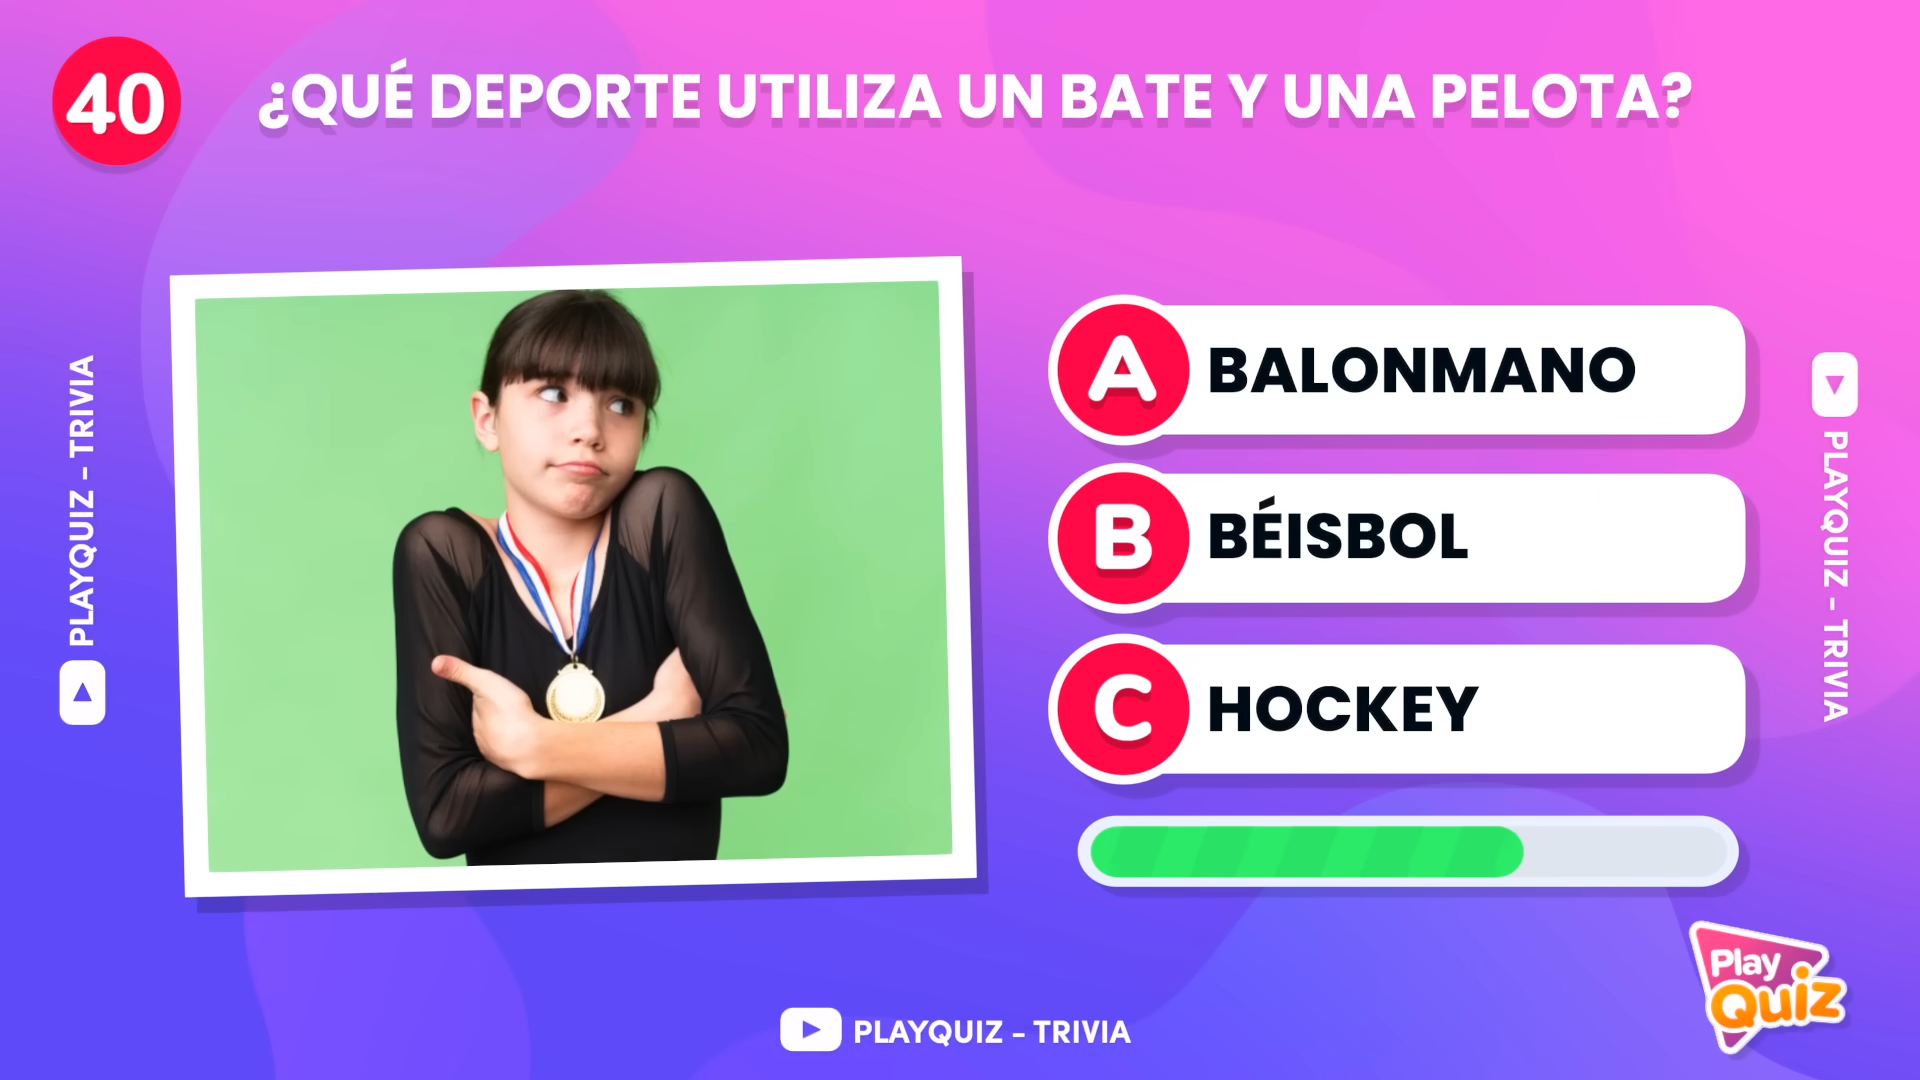 40
¿QUÉ DEPORTE UTILIZA UN BATE Y UNA PELOTA?
A BALONMANO
B BÉISBOL
C HOCKEY
PLAYQUIZ - TRIVIA
PLAYQUIZ - TRIVIA
PLAYQUIZ - TRIVIA
Play
Quiz